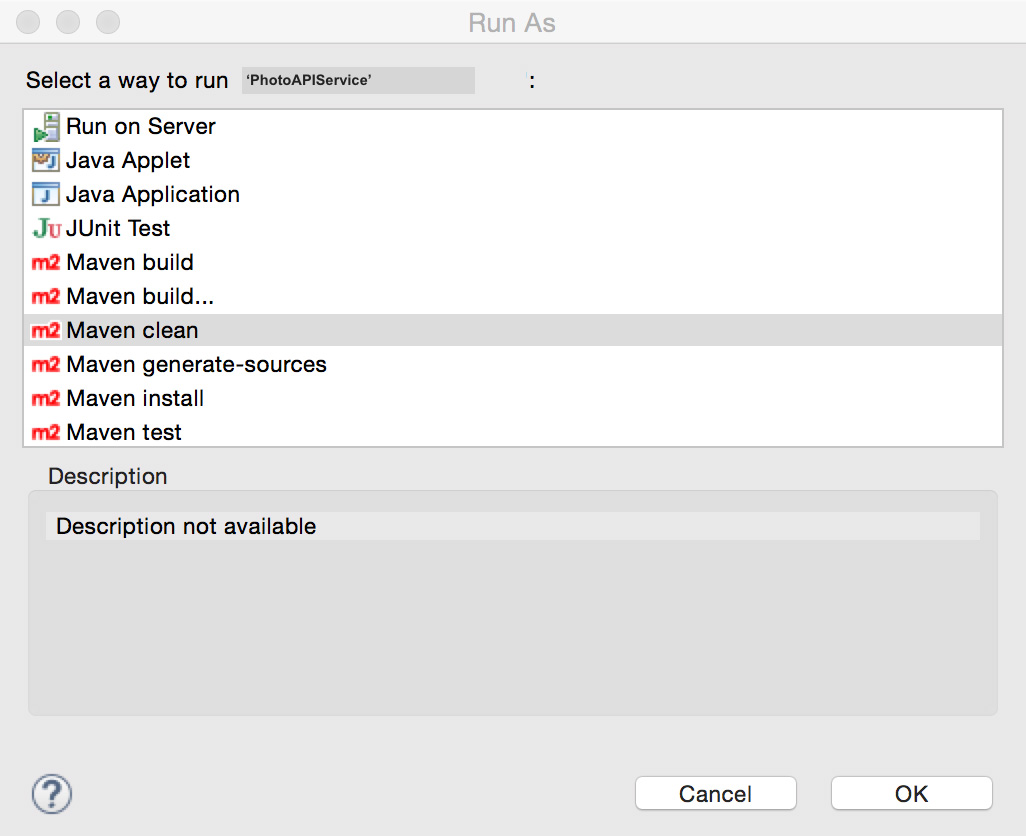 Run As
Select a way to run ‘PhotoAPIService’ :
Run on Server
Java Applet
Java Application
JU JUnit Test
m2 Maven build
m2 Maven build...
m2 Maven clean
m2 Maven generate-sources
m2 Maven install
m2 Maven test
Description
Description not available
? Cancel OK